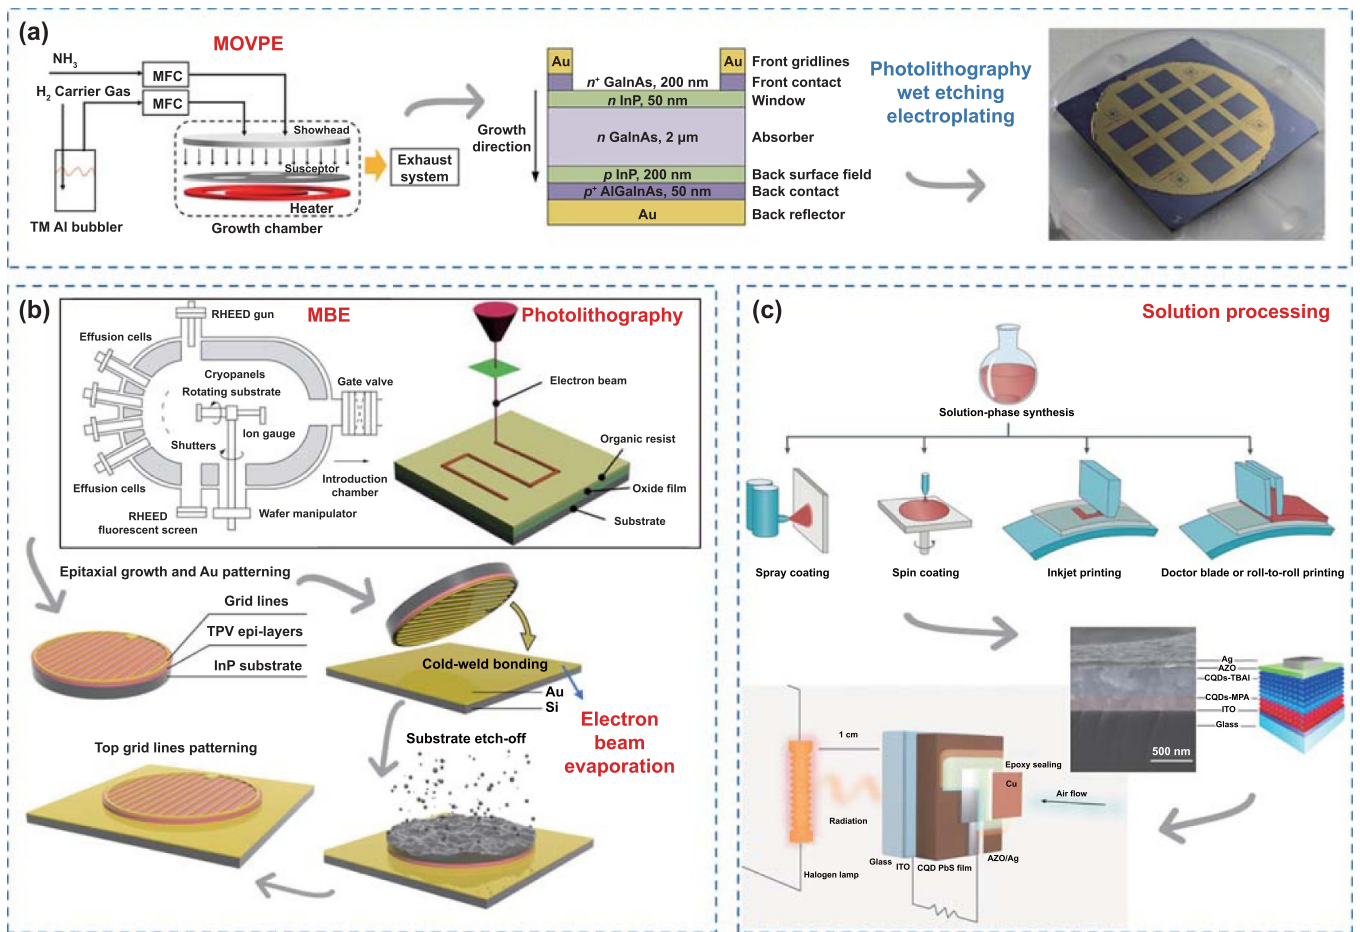 (a)
MOVPE
NH3
MFC
H2 Carrier Gas
MFC
Showhead
Susceptor
Heater
Growth chamber
TM Al bubbler
Exhaust
system
Growth
direction
Au
Au
n+ GaInAs, 200 nm
n InP, 50 nm
n GaInAs, 2 μm
p InP, 200 nm
p+ AlGaInAs, 50 nm
Au
Front gridlines
Front contact
Window
Absorber
Back surface field
Back contact
Back reflector
Photolithography
wet etching
electroplating
(b)
MBE
RHEED gun
Effusion cells
Cryopanels
Rotating substrate
Gate valve
Ion gauge
Shutters
Introduction
chamber
Effusion cells
RHEED
fluorescent screen
Wafer manipulator
Photolithography
Electron beam
Organic resist
Oxide film
Substrate
Epitaxial growth and Au patterning
Grid lines
TPV epi-layers
InP substrate
Cold-weld bonding
Au
Si
Electron
beam
evaporation
Substrate etch-off
Top grid lines patterning
(c)
Solution processing
Solution-phase synthesis
Spray coating
Spin coating
Inkjet printing
Doctor blade or roll-to-roll printing
Ag
AZO
CQDs-TBAI
CQDs-MPA
ITO
Glass
500 nm
1 cm
Radiation
Halogen lamp
Epoxy sealing
Cu
Air flow
Glass
ITO
CQD PbS film
AZO/Ag